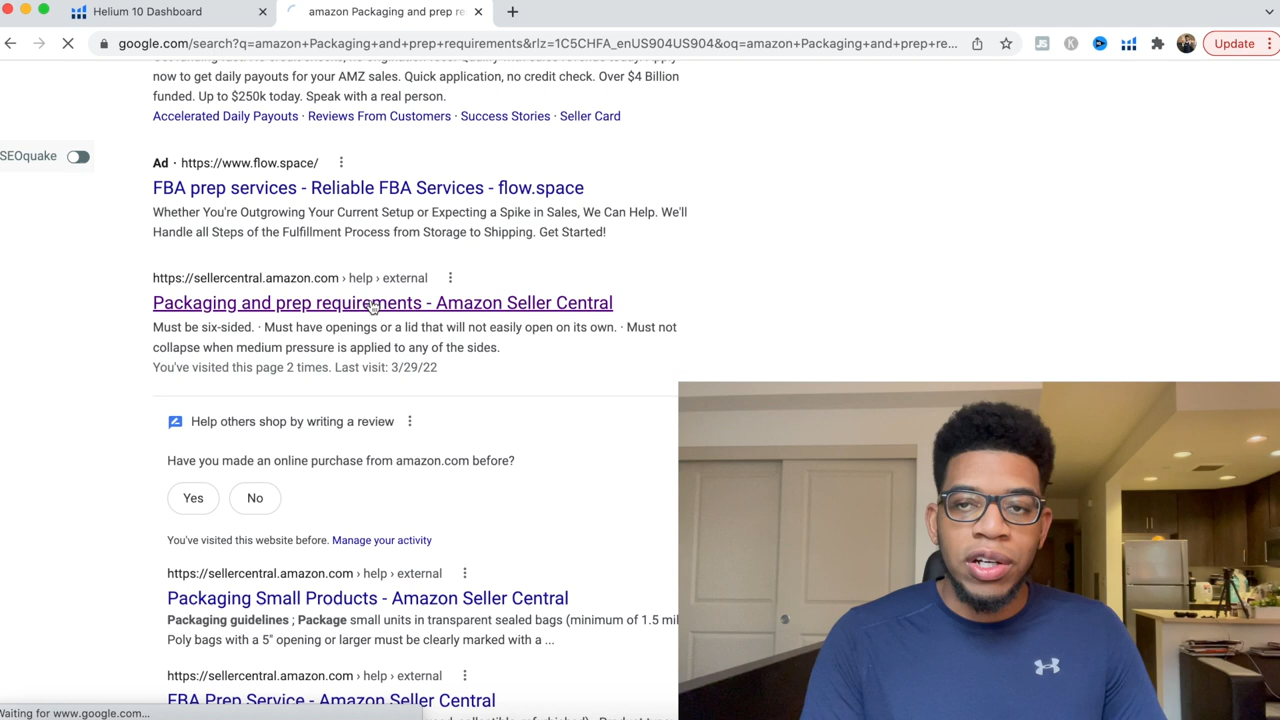 Helium 10 Dashboard
amazon Packaging and prep re
google.com/search?q=amazon+Packaging+and+prep+requirements&rlz=1C5CHFA_enUS904US904&oq=amazon+Packaging+and+prep+re...
Update
now to get daily payouts for your AMZ sales. Quick application, no credit check. Over $4 Billion
funded. Up to $250k today. Speak with a real person.
Accelerated Daily Payouts · Reviews From Customers · Success Stories · Seller Card
SEOquake
Ad · https://www.flow.space/
FBA prep services - Reliable FBA Services - flow.space
Whether You're Outgrowing Your Current Setup or Expecting a Spike in Sales, We Can Help. We'll
Handle all Steps of the Fulfillment Process from Storage to Shipping. Get Started!
https://sellercentral.amazon.com › help › external
Packaging and prep requirements - Amazon Seller Central
Must be six-sided. · Must have openings or a lid that will not easily open on its own. · Must not
collapse when medium pressure is applied to any of the sides.
You've visited this page 2 times. Last visit: 3/29/22
Help others shop by writing a review
Have you made an online purchase from amazon.com before?
Yes
No
You've visited this website before. Manage your activity
https://sellercentral.amazon.com › help › external
Packaging Small Products - Amazon Seller Central
Packaging guidelines ; Package small units in transparent sealed bags (minimum of 1.5 mil
Poly bags with a 5" opening or larger must be clearly marked with a ...
https://sellercentral.amazon.com › help › external
FBA Prep Service - Amazon Seller Central
Waiting for www.google.com...